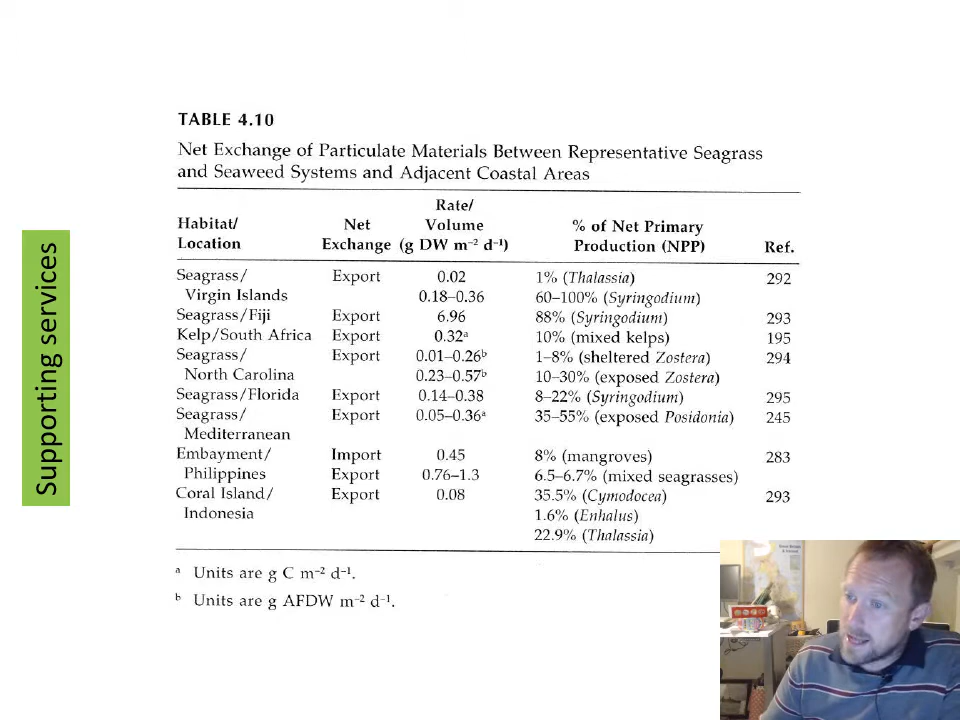 Supporting services
TABLE 4.10
Net Exchange of Particulate Materials Between Representative Seagrass
and Seaweed Systems and Adjacent Coastal Areas
Rate/
Habitat/ Net Volume % of Net Primary
Location Exchange (g DW m⁻² d⁻¹) Production (NPP) Ref.
Seagrass/ Export 0.02 1% (Thalassia) 292
Virgin Islands 0.18–0.36 60–100% (Syringodium)
Seagrass/Fiji Export 6.96 88% (Syringodium) 293
Kelp/South Africa Export 0.32ᵃ 10% (mixed kelps) 195
Seagrass/ Export 0.01–0.26ᵇ 1–8% (sheltered Zostera) 294
North Carolina 0.23–0.57ᵇ 10–30% (exposed Zostera)
Seagrass/Florida Export 0.14–0.38 8–22% (Syringodium) 295
Seagrass/ Export 0.05–0.36ᵃ 35–55% (exposed Posidonia) 245
Mediterranean
Embayment/ Import 0.45 8% (mangroves) 283
Philippines Export 0.76–1.3 6.5–6.7% (mixed seagrasses)
Coral Island/ Export 0.08 35.5% (Cymodocea) 293
Indonesia 1.6% (Enhalus)
22.9% (Thalassia)
ᵃ Units are g C m⁻² d⁻¹.
ᵇ Units are g AFDW m⁻² d⁻¹.